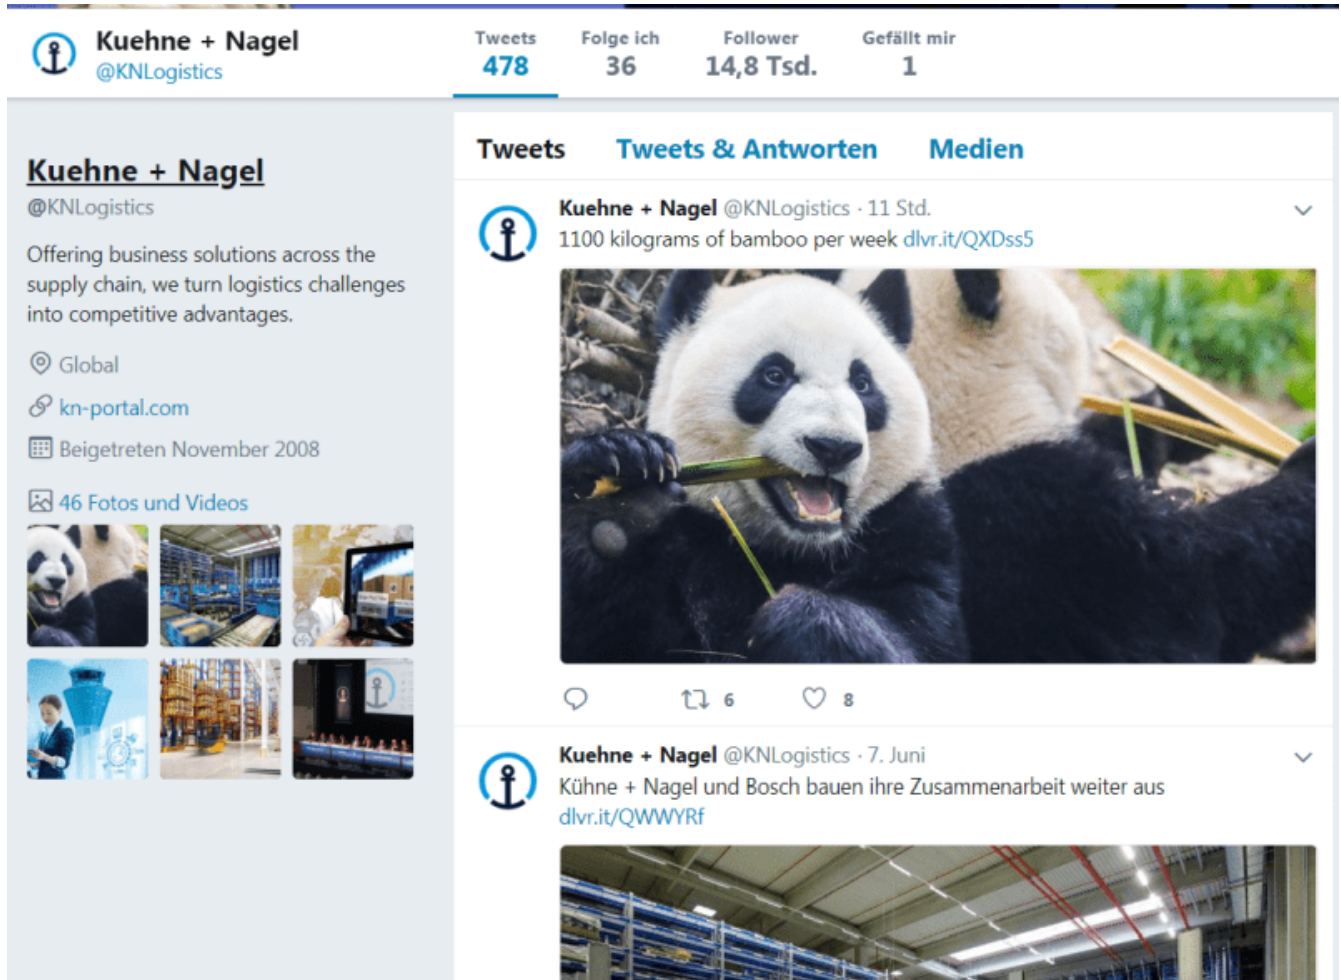 Kuehne + Nagel
@KNLogistics
Tweets
478
Folge ich
36
Follower
14,8 Tsd.
Gefällt mir
1
Kuehne + Nagel
@KNLogistics
Offering business solutions across the
supply chain, we turn logistics challenges
into competitive advantages.
Global
kn-portal.com
Beigetreten November 2008
46 Fotos und Videos
Tweets Tweets & Antworten Medien
Kuehne + Nagel @KNLogistics · 11 Std.
1100 kilograms of bamboo per week dlvr.it/QXDss5
6 8
Kuehne + Nagel @KNLogistics · 7. Juni
Kühne + Nagel und Bosch bauen ihre Zusammenarbeit weiter aus
dlvr.it/QWWYRf